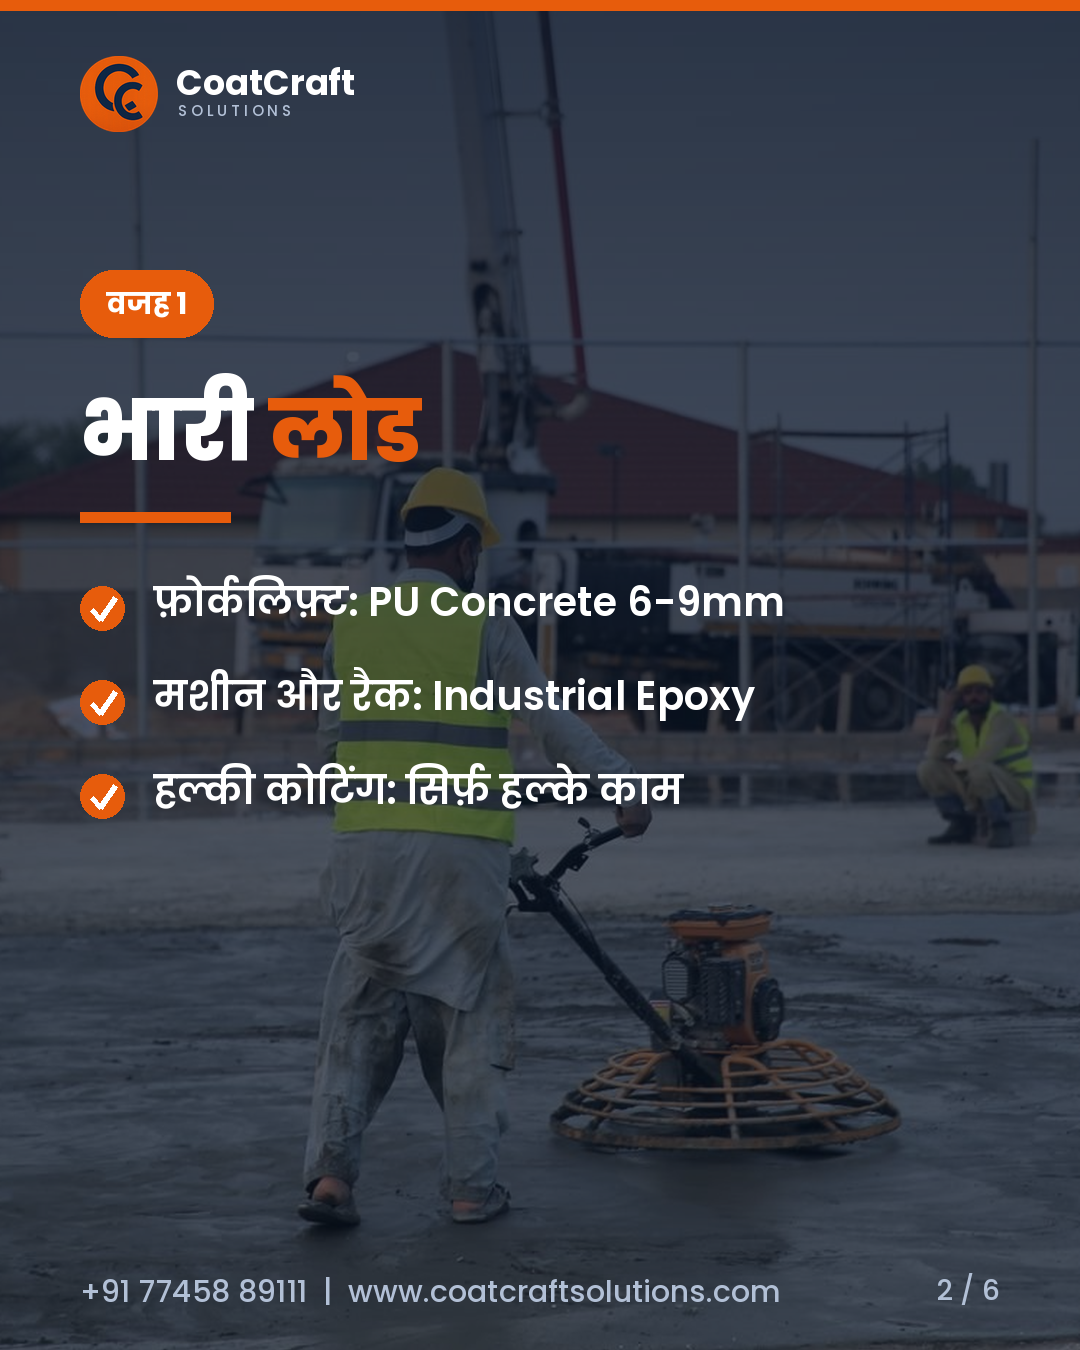 CoatCraft
SOLUTIONS
वजह 1
भारी लोड
फ़ोर्कलिफ़्ट: PU Concrete 6-9mm
मशीन और रैक: Industrial Epoxy
हल्की कोटिंग: सिर्फ़ हल्के काम
+91 77458 89111 | www.coatcraftsolutions.com
2 / 6